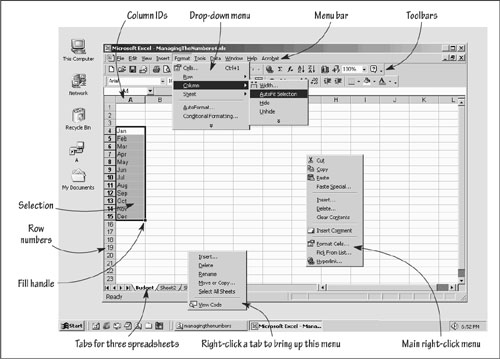 Column IDs Drop-down menu Menu bar Toolbars
This Computer
Network
Recycle Bin
A
My Documents
Microsoft Excel - ManagingTheNumbers.xls
File Edit View Insert Format Tools Data Window Help Acrobat
Arial
100%
Cells... Ctrl+1
Row
Column
Sheet
AutoFormat...
Conditional Formatting...
Width...
AutoFit Selection
Hide
Unhide
A B C F G H I J K L
1
2
3
4 Jan
5 Feb
6 Mar
7 Apr
8 May
9 Jun
10 Jul
11 Aug
12 Sep
13 Oct
14 Nov
15 Dec
16
17
18
19
20
21
22
23
Cut
Copy
Paste
Paste Special...
Insert...
Delete...
Clear Contents
Insert Comment
Format Cells...
Pick From List...
Hyperlink...
Insert...
Delete
Rename
Move or Copy...
Select All Sheets
View Code
Budget Sheet2
Ready
Start managingthenumbers Microsoft Excel - Mana... 6:52 PM
Selection
Row
numbers
Fill handle
Tabs for three spreadsheets Right-click a tab to bring up this menu Main right-click menu